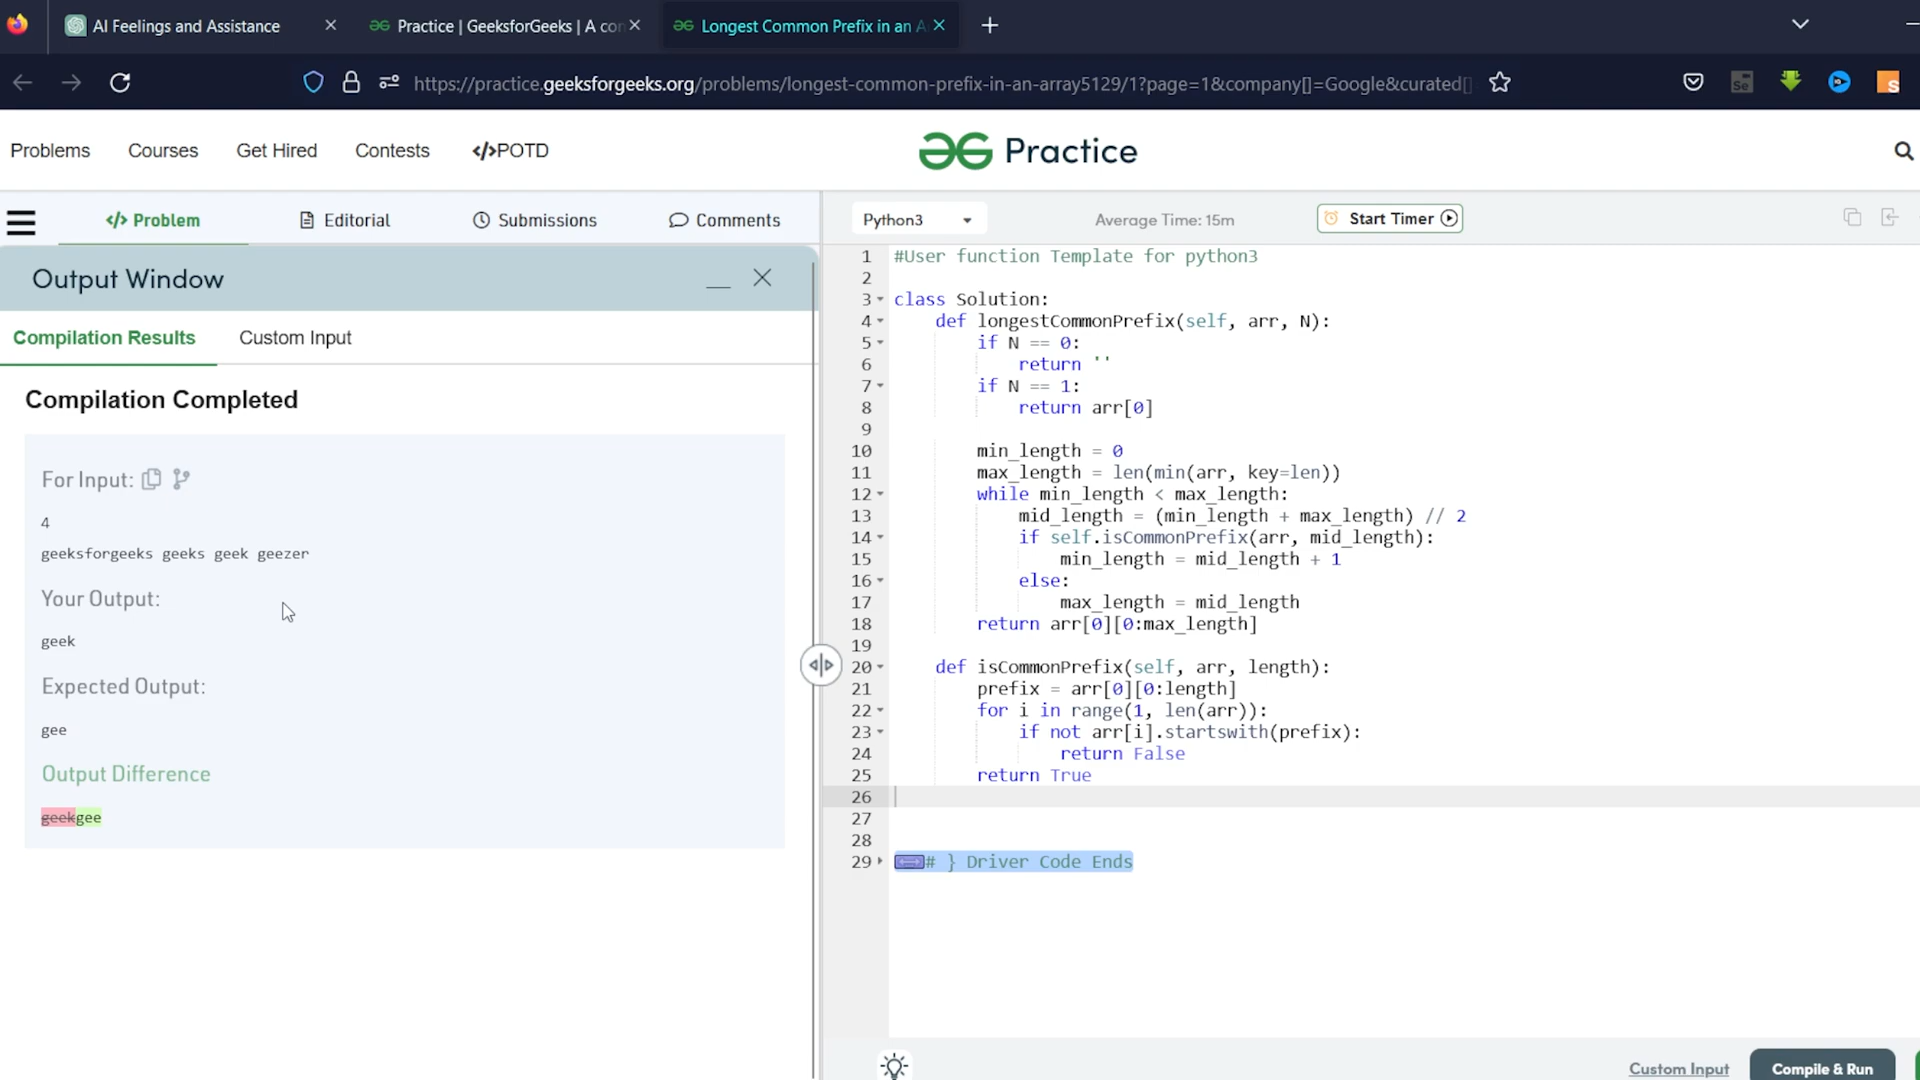 AI Feelings and Assistance
Practice | GeeksforGeeks | A con
Longest Common Prefix in an A
https://practice.geeksforgeeks.org/problems/longest-common-prefix-in-an-array5129/1?page=1&company[]=Google&curated[]
Se
S
Problems
Courses
Get Hired
Contests
</>POTD
Practice
</> Problem
Editorial
Submissions
Comments
Python3
Average Time: 15m
Start Timer
Output Window
Compilation Results
Custom Input
Compilation Completed
For Input:
4
geeksforgeeks geeks geek geezer
Your Output:
geek
Expected Output:
gee
Output Difference
geekgee
1 #User function Template for python3
2
3 class Solution:
4 def longestCommonPrefix(self, arr, N):
5 if N == 0:
6 return ''
7 if N == 1:
8 return arr[0]
9
10 min_length = 0
11 max_length = len(min(arr, key=len))
12 while min_length < max_length:
13 mid_length = (min_length + max_length) // 2
14 if self.isCommonPrefix(arr, mid_length):
15 min_length = mid_length + 1
16 else:
17 max_length = mid_length
18 return arr[0][0:max_length]
19
20 def isCommonPrefix(self, arr, length):
21 prefix = arr[0][0:length]
22 for i in range(1, len(arr)):
23 if not arr[i].startswith(prefix):
24 return False
25 return True
26
27
28
29 # } Driver Code Ends
Custom Input
Compile & Run